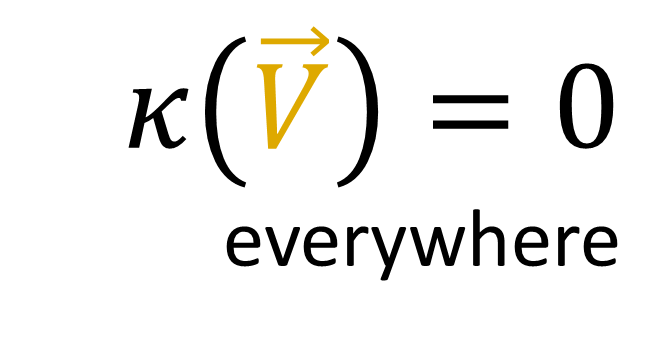 κ(V⃗) = 0
everywhere